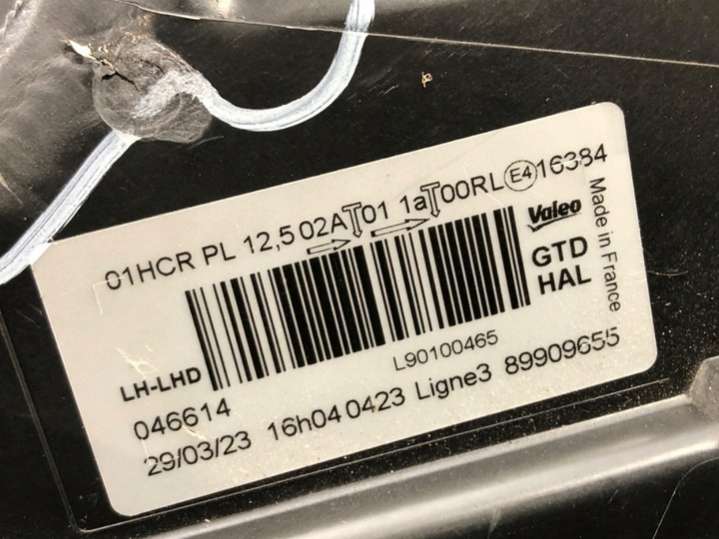 01HCR PL 12,5 02A 01 1a 00RL E4 16384
Valeo
Made in France
GTD
HAL
L90100465
LH-LHD
046614
29/03/23 16h04 0423 Ligne3 89909655